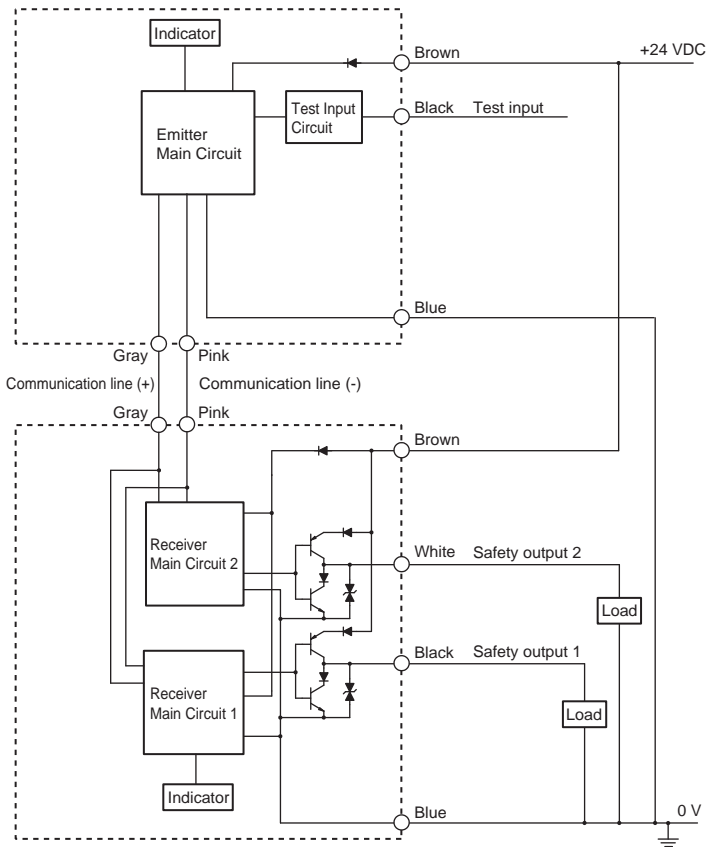 Indicator
Brown
+24 VDC
Test Input
Circuit
Black
Test input
Emitter
Main Circuit
Blue
Gray
Pink
Communication line (+)
Communication line (-)
Gray
Pink
Brown
Receiver
Main Circuit 2
White
Safety output 2
Load
Black
Safety output 1
Receiver
Main Circuit 1
Load
Indicator
Blue
0 V